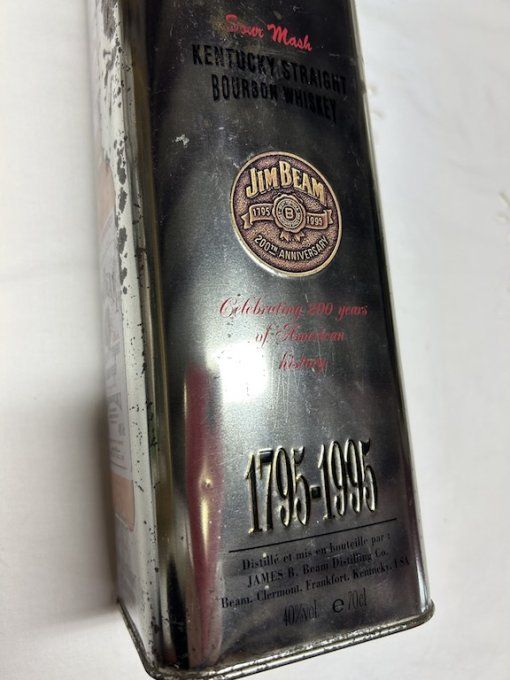 Sour Mash
KENTUCKY STRAIGHT
BOURBON WHISKEY
JIM BEAM
1795 B 1995
200TH ANNIVERSARY
Celebrating 200 years
of American
history
1795-1995
Distillé et mis en bouteille par :
JAMES B. Beam Distilling Co.
Beam, Clermont, Frankfort, Kentucky, USA
40%vol e 70cl